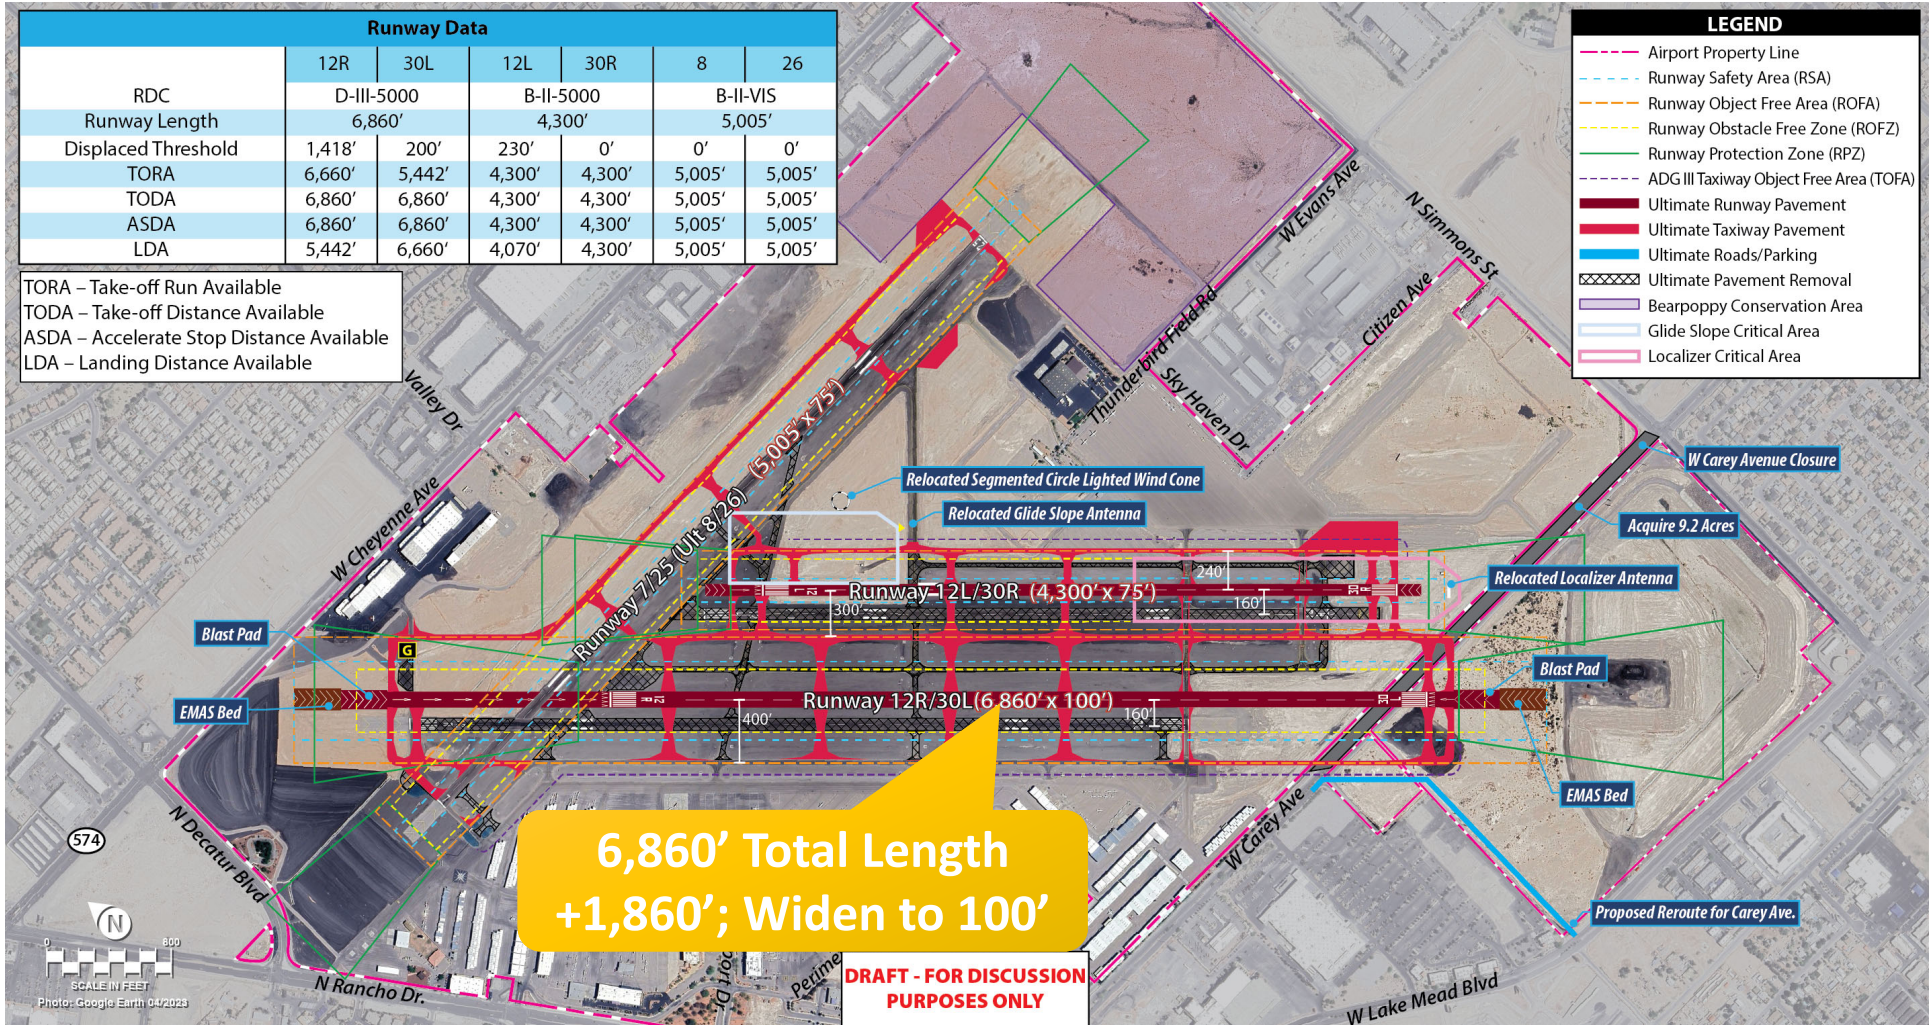 Runway Data
12R 30L 12L 30R 8 26
RDC D-III-5000 B-II-5000 B-II-VIS
Runway Length 6,860’ 4,300’ 5,005’
Displaced Threshold 1,418’ 200’ 230’ 0’ 0’ 0’
TORA 6,660’ 5,442’ 4,300’ 4,300’ 5,005’ 5,005’
TODA 6,860’ 6,860’ 4,300’ 4,300’ 5,005’ 5,005’
ASDA 6,860’ 6,860’ 4,300’ 4,300’ 5,005’ 5,005’
LDA 5,442’ 6,660’ 4,070’ 4,300’ 5,005’ 5,005’
TORA – Take-off Run Available
TODA – Take-off Distance Available
ASDA – Accelerate Stop Distance Available
LDA – Landing Distance Available
LEGEND
Airport Property Line
Runway Safety Area (RSA)
Runway Object Free Area (ROFA)
Runway Obstacle Free Zone (ROFZ)
Runway Protection Zone (RPZ)
ADG III Taxiway Object Free Area (TOFA)
Ultimate Runway Pavement
Ultimate Taxiway Pavement
Ultimate Roads/Parking
Ultimate Pavement Removal
Bearpoppy Conservation Area
Glide Slope Critical Area
Localizer Critical Area
W Evans Ave
N Simmons St
Citizen Ave
Thunderbird Field Rd
Sky Haven Dr
Valley Dr
W Cheyenne Ave
Runway 7/25 (Ult 8/26) (5,005’ x 75’)
Relocated Segmented Circle Lighted Wind Cone
Relocated Glide Slope Antenna
W Carey Avenue Closure
Acquire 9.2 Acres
Relocated Localizer Antenna
240’
Runway 12L/30R (4,300’ x 75’)
12 L
30 R
300’
160’
Blast Pad
G
Blast Pad
EMAS Bed
12 R
Runway 12R/30L(6,860’ x 100’)
30 L
400’
160’
EMAS Bed
W Carey Ave
N Decatur Blvd
574
6,860’ Total Length
+1,860’; Widen to 100’
Proposed Reroute for Carey Ave.
N
0 800
SCALE IN FEET
Photo: Google Earth 04/2023
N Rancho Dr.
port Dr
Perime
DRAFT - FOR DISCUSSION
PURPOSES ONLY
W Lake Mead Blvd